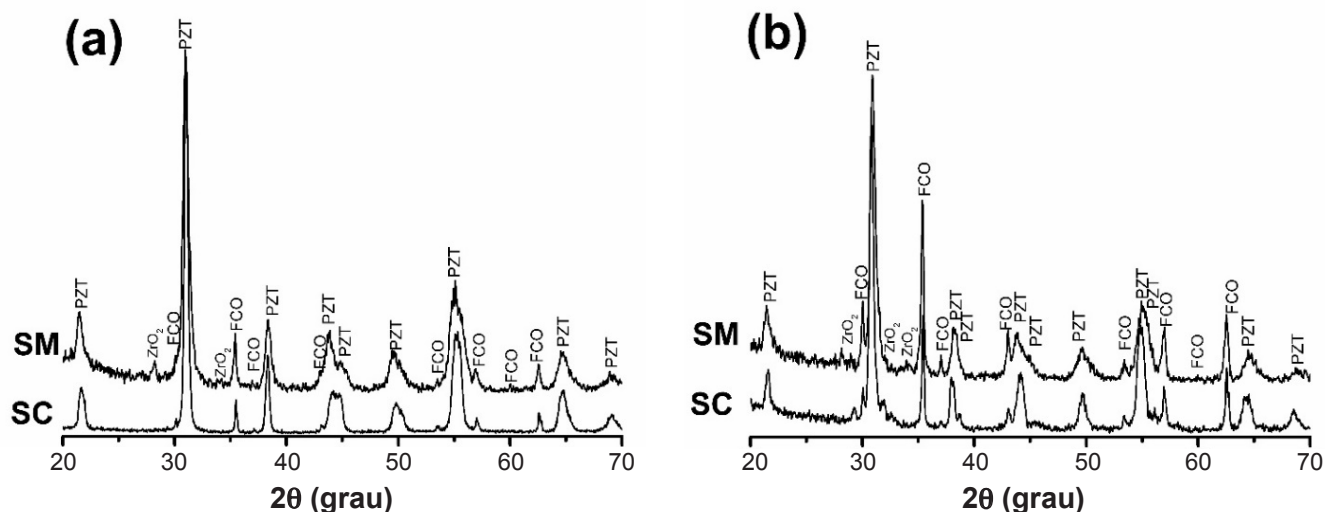 (a)
PZT
ZrO₂
FCO
PZT
ZrO₂
FCO
FCO
PZT
FCO
PZT
PZT
PZT
FCO
PZT
FCO
FCO
FCO
PZT
PZT
SM
SC
20 30 40 50 60 70
2θ (grau)
(b)
PZT
ZrO₂
FCO
PZT
ZrO₂
ZrO₂
FCO
FCO
PZT
PZT
FCO
PZT
PZT
PZT
FCO
PZT
PZT
FCO
FCO
FCO
PZT
PZT
SM
SC
20 30 40 50 60 70
2θ (grau)